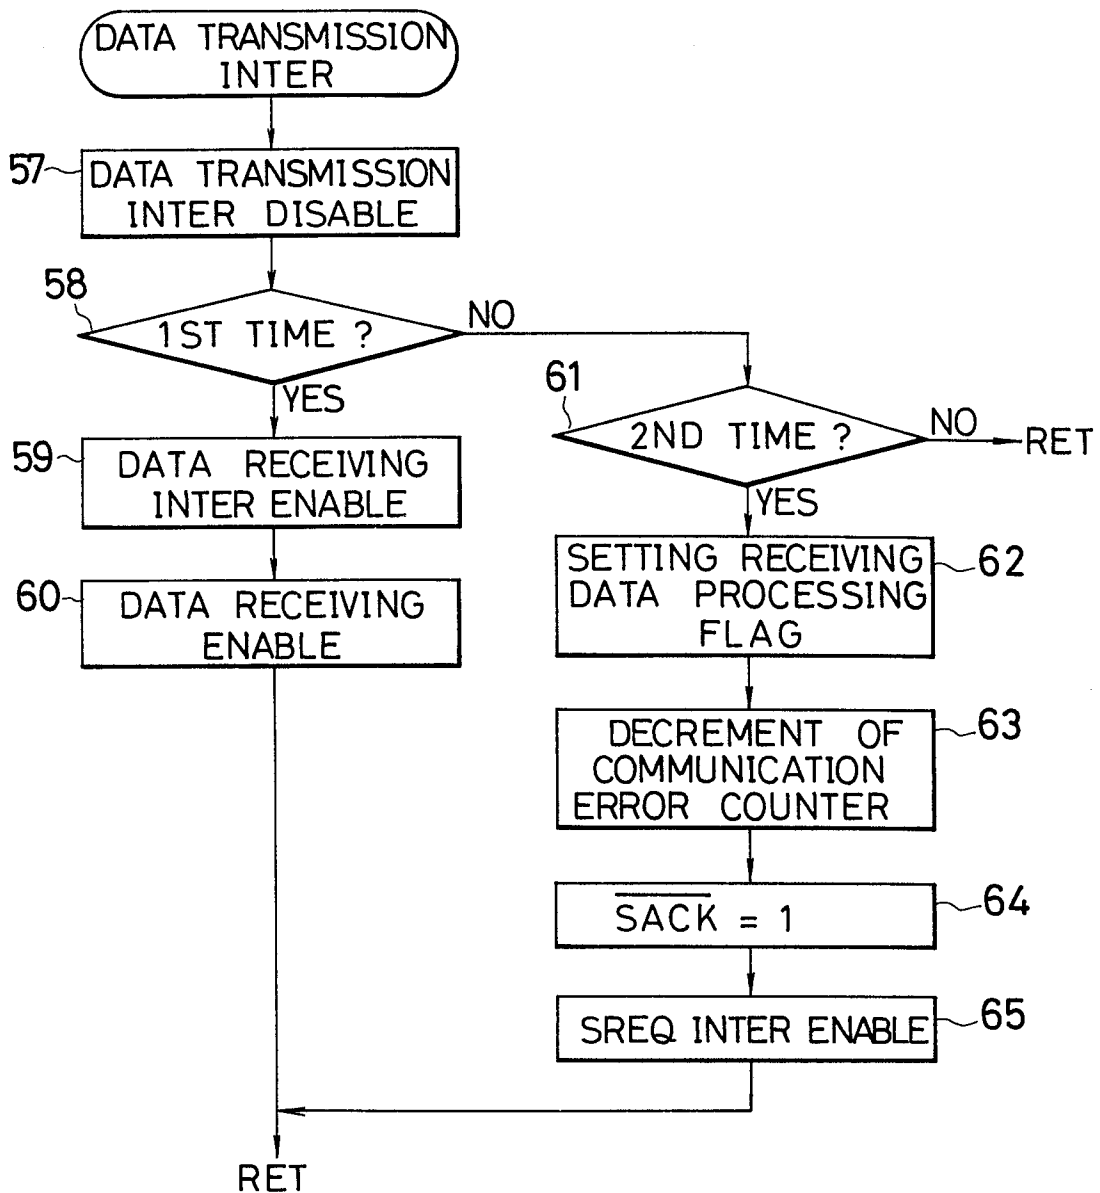 DATA TRANSMISSION
INTER
57
DATA TRANSMISSION
INTER DISABLE
58
1ST TIME ?
NO
YES
59
DATA RECEIVING
INTER ENABLE
60
DATA RECEIVING
ENABLE
61
2ND TIME ?
NO
RET
YES
62
SETTING RECEIVING
DATA PROCESSING
FLAG
63
DECREMENT OF
COMMUNICATION
ERROR COUNTER
64
S̅A̅C̅K̅ = 1
65
SREQ INTER ENABLE
RET